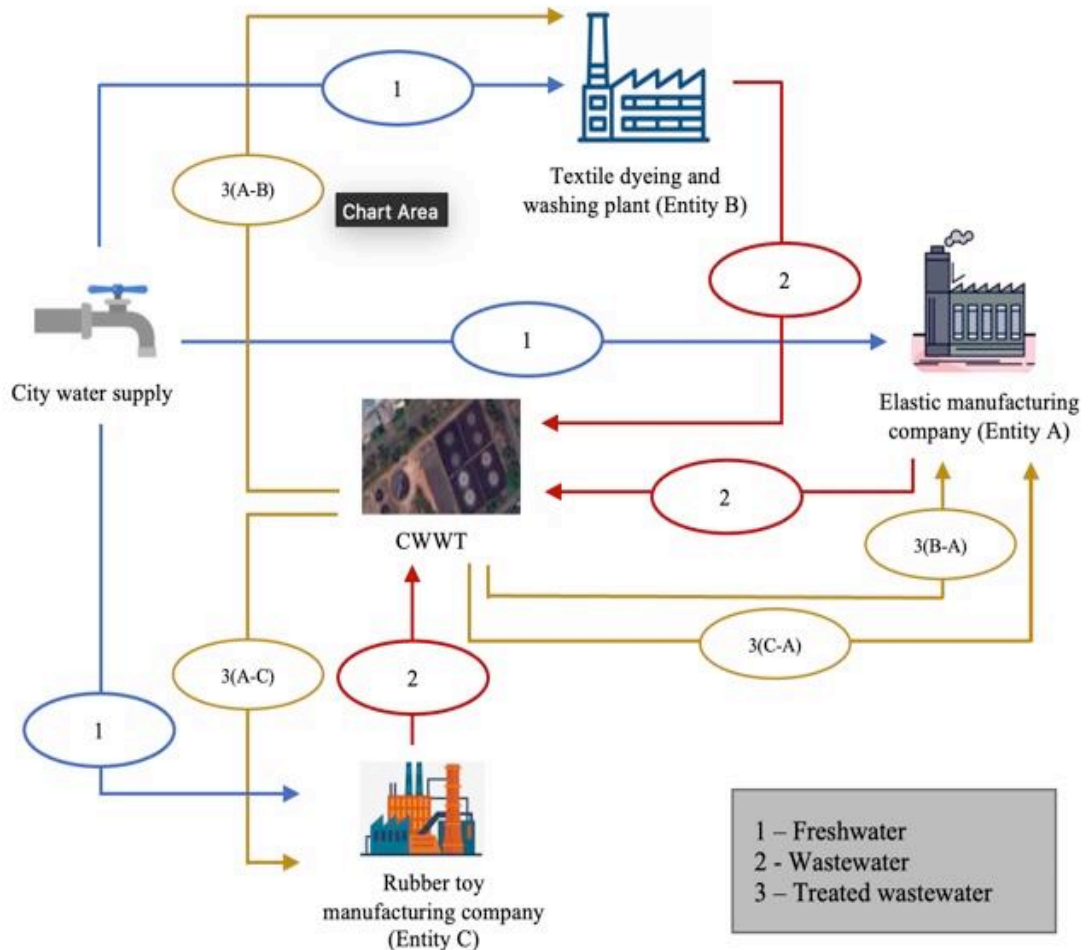 1
3(A-B)
Chart Area
Textile dyeing and
washing plant (Entity B)
2
1
City water supply
Elastic manufacturing
company (Entity A)
2
CWWT
3(B-A)
3(C-A)
3(A-C)
2
1
Rubber toy
manufacturing company
(Entity C)
1 – Freshwater
2 - Wastewater
3 – Treated wastewater